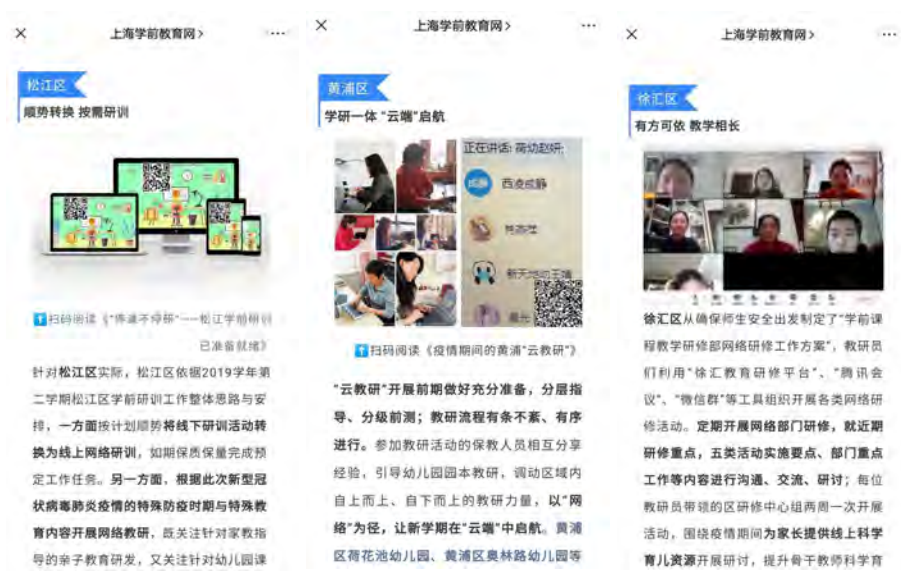 上海学前教育网>
松江区
顺势转换 按需研训
扫码阅读《“停课不停研”——松江学前研训
已准备就绪》
针对松江区实际，松江区依据2019学年第
二学期松江区学前研训工作整体思路与安
排，一方面按计划顺势将线下研训活动转
换为线上网络研训，如期保质保量完成预
定工作任务。另一方面，根据此次新型冠
状病毒肺炎疫情的特殊防疫时期与特殊教
育内容开展网络教研，既关注针对家教指
导的亲子教育研发，又关注针对幼儿园课
上海学前教育网>
黄浦区
学研一体 “云端”启航
正在讲话: 荷幼赵妍;
西凌成静
新天地幼王瑞
扫码阅读《疫情期间的黄浦“云教研”》
“云教研”开展前期做好充分准备，分层指
导、分级前测；教研流程有条不紊、有序
进行。参加教研活动的保教人员相互分享
经验，引导幼儿园园本教研，调动区域内
自上而上、自下而上的教研力量，以“网
络”为径，让新学期在“云端”中启航。黄浦
区荷花池幼儿园、黄浦区奥林路幼儿园等
上海学前教育网>
徐汇区
有方可依 教学相长
徐汇区从确保师生安全出发制定了“学前课
程教学研修部网络研修工作方案”，教研员
们利用“徐汇教育研修平台”、“腾讯会
议”、“微信群”等工具组织开展各类网络研
修活动。定期开展网络部门研修，就近期
研修重点，五类活动实施要点、部门重点
工作等内容进行沟通、交流、研讨；每位
教研员带领的区研修中心组两周一次开展
活动，围绕疫情期间为家长提供线上科学
育儿资源开展研讨，提升骨干教师科学育